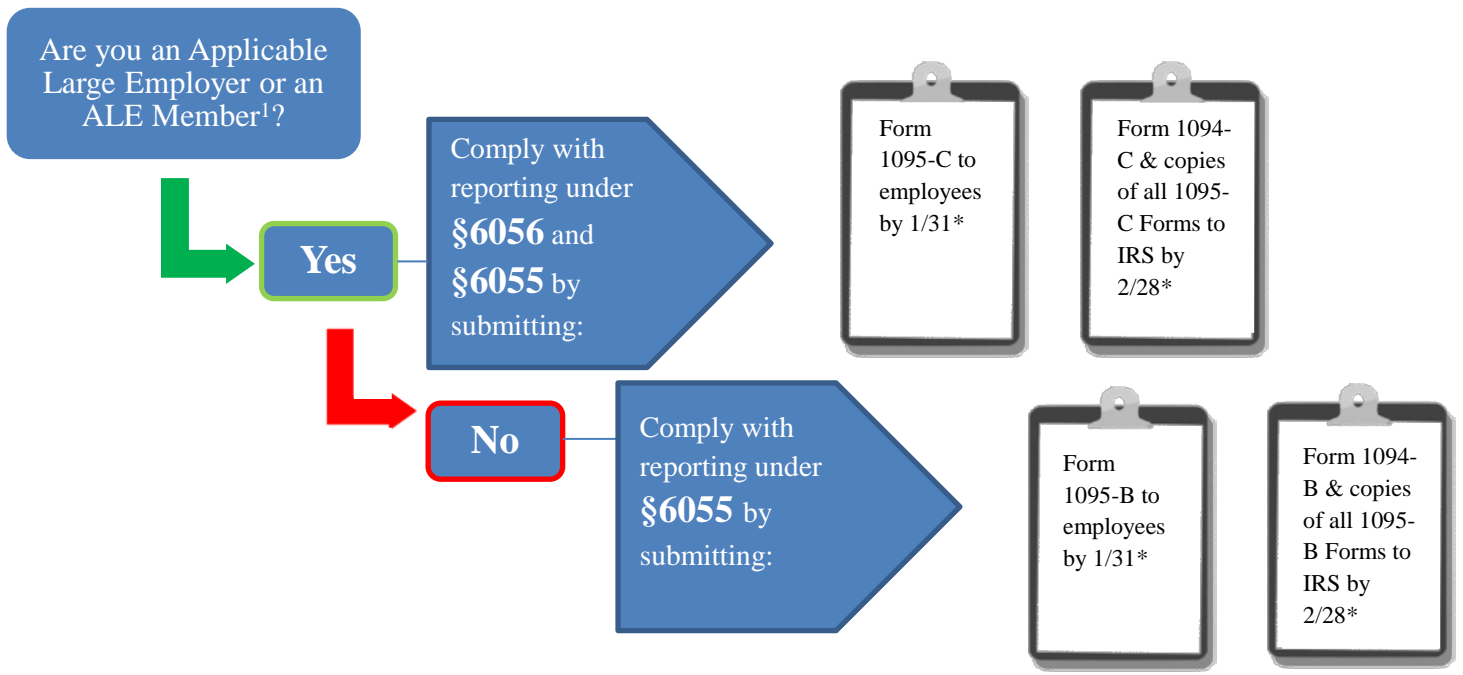 Are you an Applicable
Large Employer or an
ALE Member¹?
Yes
Comply with
reporting under
§6056 and
§6055 by
submitting:
Form
1095-C to
employees
by 1/31*
Form 1094-
C & copies
of all 1095-
C Forms to
IRS by
2/28*
No
Comply with
reporting under
§6055 by
submitting:
Form
1095-B to
employees
by 1/31*
Form 1094-
B & copies
of all 1095-
B Forms to
IRS by
2/28*